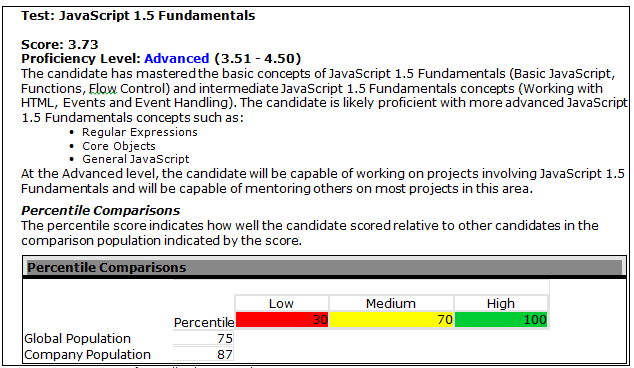 Test: JavaScript 1.5 Fundamentals
Score: 3.73
Proficiency Level: Advanced (3.51 - 4.50)
The candidate has mastered the basic concepts of JavaScript 1.5 Fundamentals (Basic JavaScript,
Functions, Flow Control) and intermediate JavaScript 1.5 Fundamentals concepts (Working with
HTML, Events and Event Handling). The candidate is likely proficient with more advanced JavaScript
1.5 Fundamentals concepts such as:
• Regular Expressions
• Core Objects
• General JavaScript
At the Advanced level, the candidate will be capable of working on projects involving JavaScript 1.5
Fundamentals and will be capable of mentoring others on most projects in this area.
Percentile Comparisons
The percentile score indicates how well the candidate scored relative to other candidates in the
comparison population indicated by the score.
Percentile Comparisons
Low Medium High
Percentile 30 70 100
Global Population 75
Company Population 87